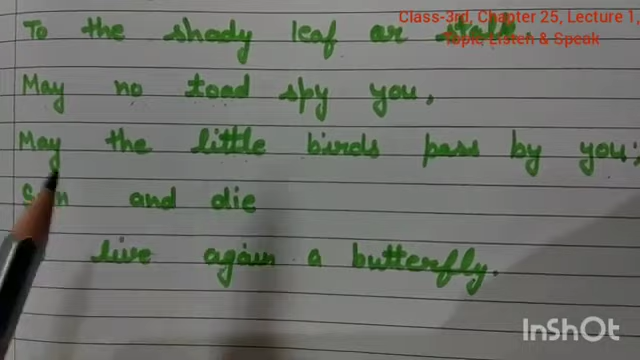 Class-3rd, Chapter 25, Lecture 1,
Topic Listen & Speak
To the shady leaf or stalk.
May no toad spy you,
May the little birds pass by you;
and die
live again a butterfly.
InShOt